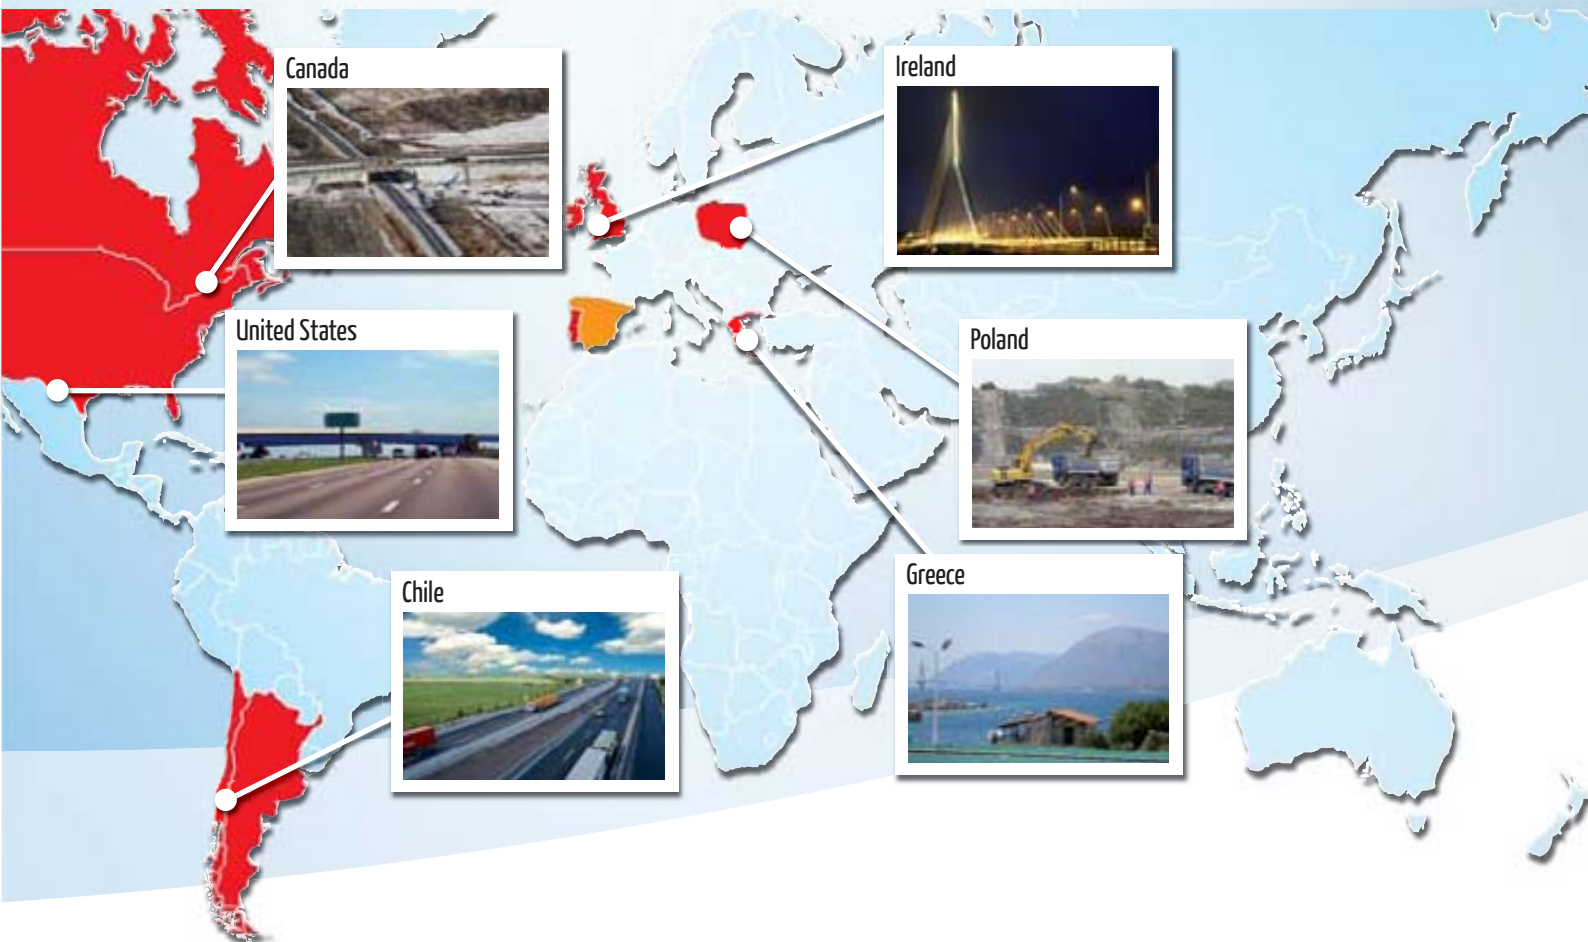 Canada
Ireland
United States
Poland
Chile
Greece